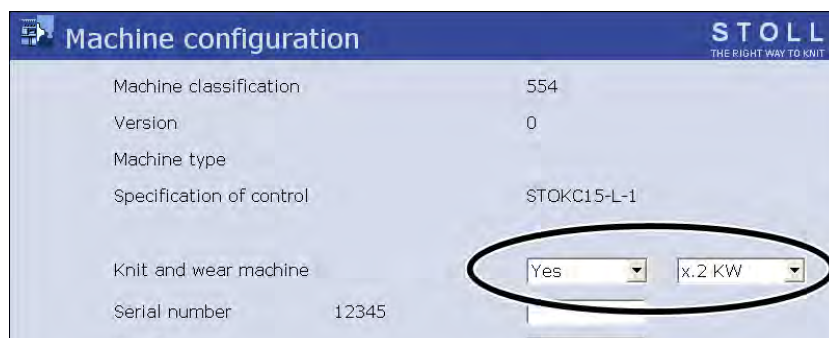 Machine configuration
STOLL
THE RIGHT WAY TO KNIT
Machine classification 554
Version 0
Machine type
Specification of control STOKC15-L-1
Knit and wear machine Yes x.2 KW
Serial number 12345